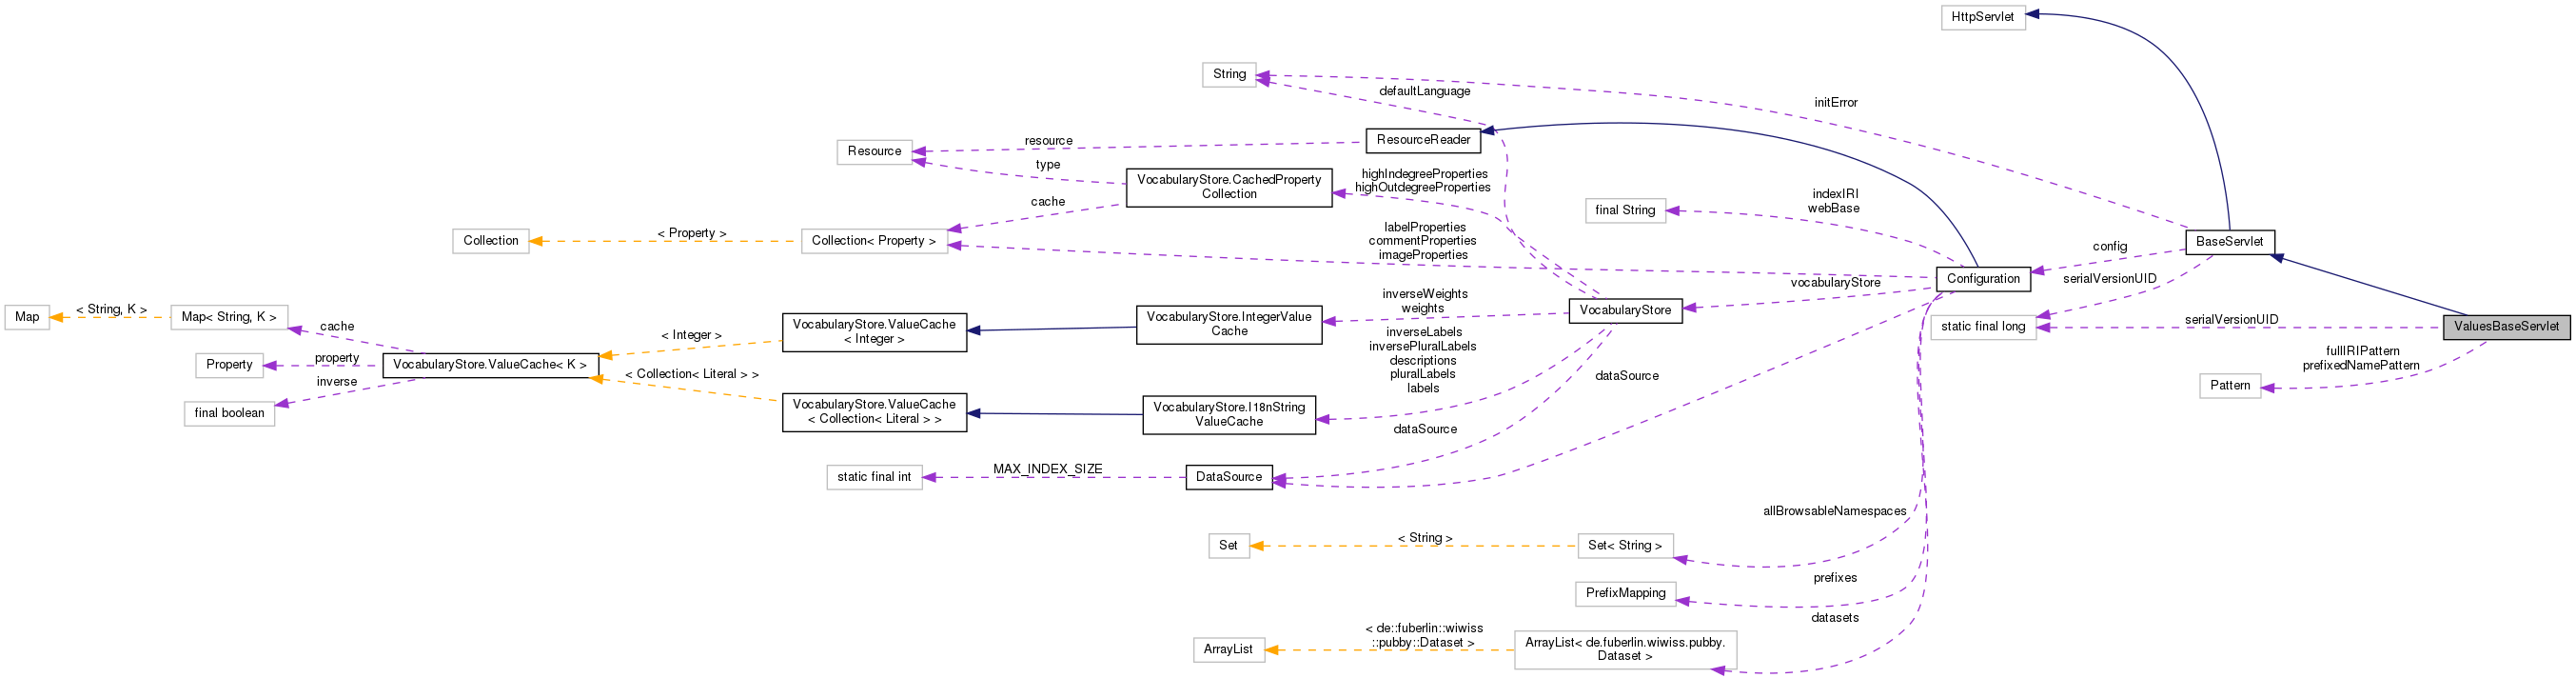 HttpServlet
String
defaultLanguage
initError
ResourceReader
resource
Resource
type
VocabularyStore.CachedProperty
Collection
highIndegreeProperties
highOutdegreeProperties
indexIRI
webBase
final String
cache
BaseServlet
config
Collection
< Property >
Collection< Property >
labelProperties
commentProperties
imageProperties
Configuration
serialVersionUID
vocabularyStore
Map
< String, K >
Map< String, K >
cache
inverseWeights
weights
VocabularyStore
VocabularyStore.IntegerValue
Cache
VocabularyStore.ValueCache
< Integer >
< Integer >
static final long
serialVersionUID
ValuesBaseServlet
inverseLabels
inversePluralLabels
descriptions
pluralLabels
labels
fullIRIPattern
prefixedNamePattern
Property
property
VocabularyStore.ValueCache< K >
< Collection< Literal > >
dataSource
Pattern
inverse
final boolean
VocabularyStore.ValueCache
< Collection< Literal > >
VocabularyStore.I18nString
ValueCache
dataSource
static final int
MAX_INDEX_SIZE
DataSource
allBrowsableNamespaces
Set
< String >
Set< String >
prefixes
PrefixMapping
datasets
ArrayList
< de::fuberlin::wiwiss
::pubby::Dataset >
ArrayList< de.fuberlin.wiwiss.pubby.
Dataset >